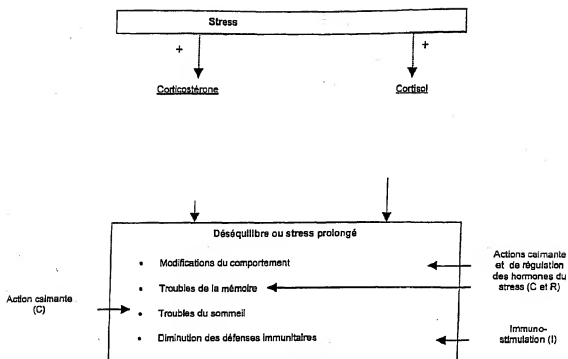 Stress
+
+
Corticostérone
Cortisol
Déséquilibre ou stress prolongé
• Modifications du comportement
• Troubles de la mémoire
• Troubles du sommeil
• Diminution des défenses immunitaires
Action calmante
(C)
Actions calmante
et de régulation
des hormones du
stress (C et R)
Immuno-
stimulation (I)